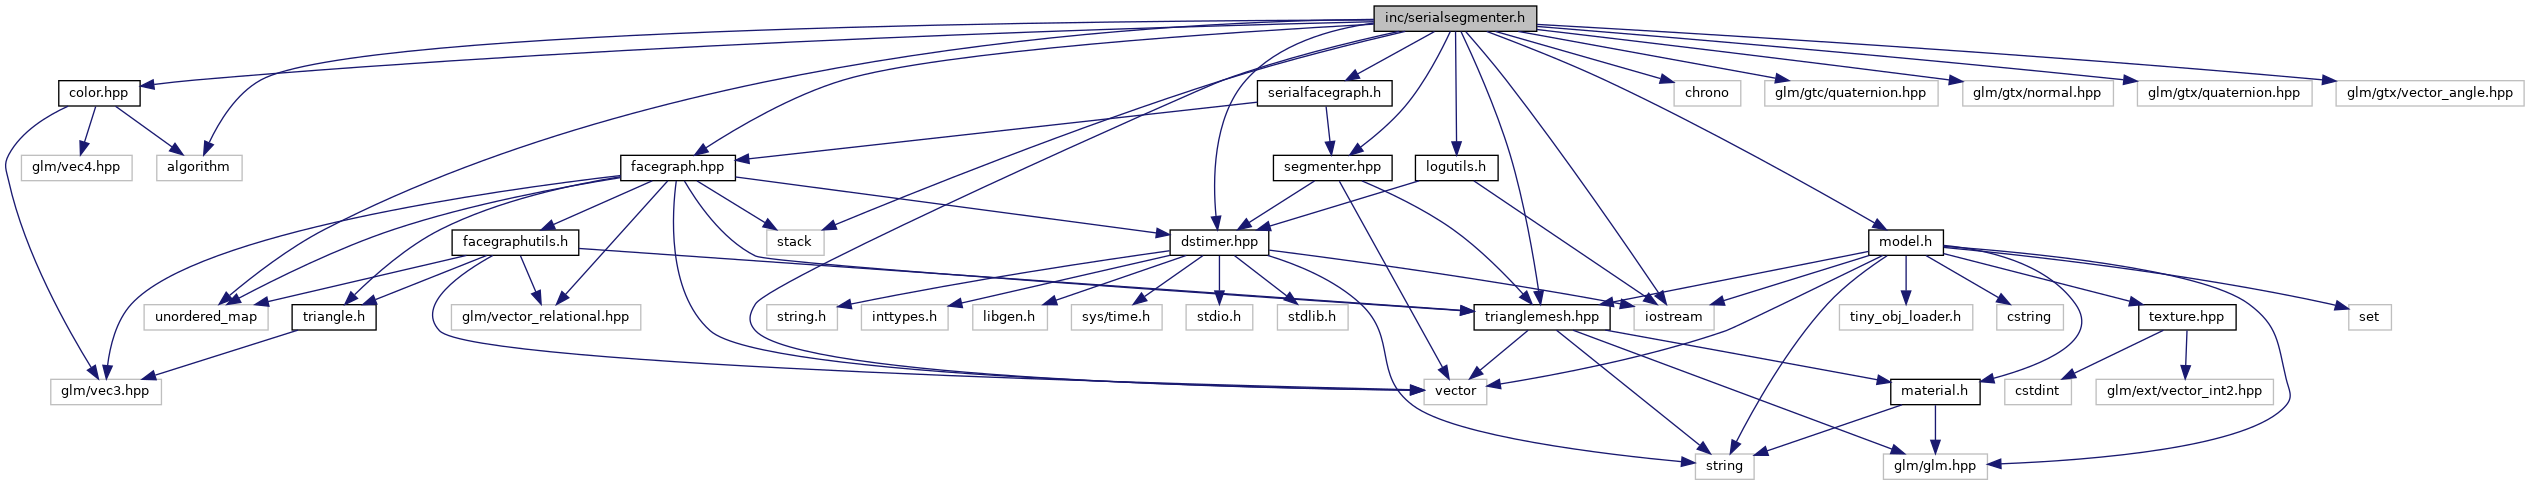 inc/serialsegmenter.h
color.hpp
serialfacegraph.h
chrono
glm/gtc/quaternion.hpp
glm/gtx/normal.hpp
glm/gtx/quaternion.hpp
glm/gtx/vector_angle.hpp
glm/vec4.hpp
algorithm
facegraph.hpp
segmenter.hpp
logutils.h
facegraphutils.h
stack
dstimer.hpp
model.h
unordered_map
triangle.h
glm/vector_relational.hpp
string.h
inttypes.h
libgen.h
sys/time.h
stdio.h
stdlib.h
trianglemesh.hpp
iostream
tiny_obj_loader.h
cstring
texture.hpp
set
glm/vec3.hpp
vector
material.h
cstdint
glm/ext/vector_int2.hpp
string
glm/glm.hpp